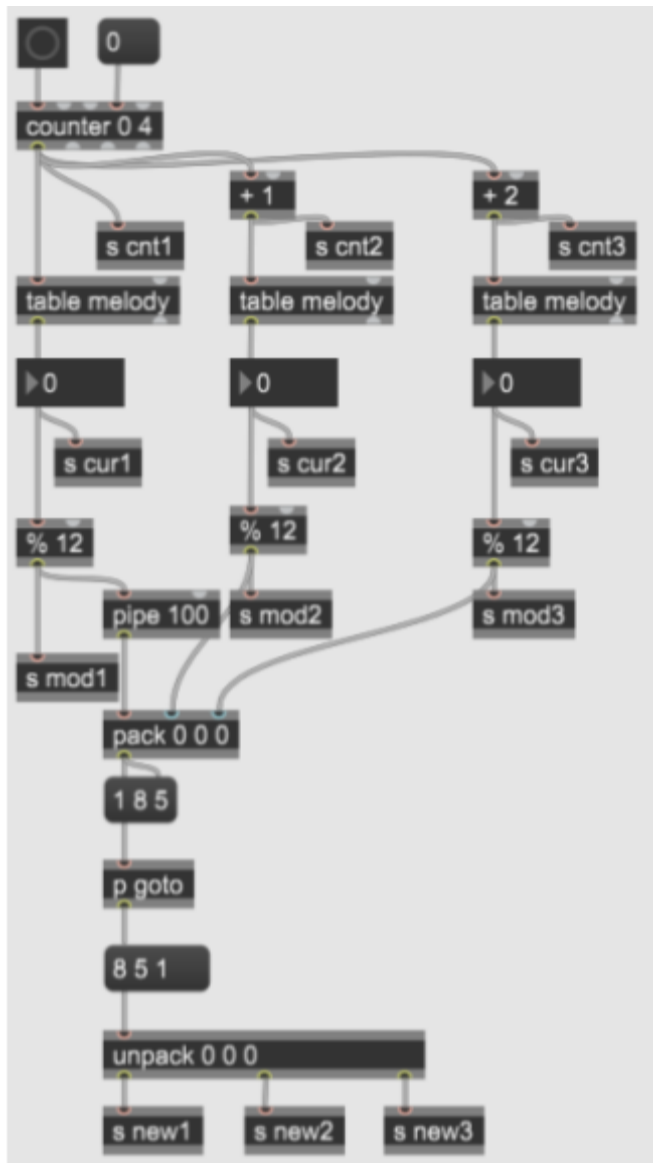 0
counter 0 4
+ 1
+ 2
s cnt1
s cnt2
s cnt3
table melody
table melody
table melody
0
0
0
s cur1
s cur2
s cur3
% 12
% 12
% 12
pipe 100
s mod2
s mod3
s mod1
pack 0 0 0
1 8 5
p goto
8 5 1
unpack 0 0 0
s new1
s new2
s new3